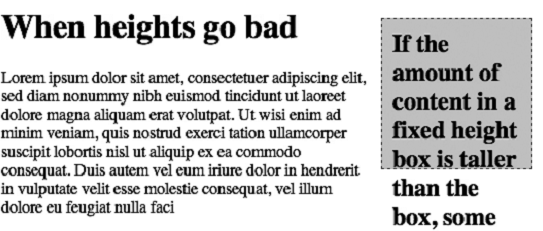 When heights go bad
Lorem ipsum dolor sit amet, consectetuer adipiscing elit,
sed diam nonummy nibh euismod tincidunt ut laoreet
dolore magna aliquam erat volutpat. Ut wisi enim ad
minim veniam, quis nostrud exerci tation ullamcorper
suscipit lobortis nisl ut aliquip ex ea commodo
consequat. Duis autem vel eum iriure dolor in hendrerit
in vulputate velit esse molestie consequat, vel illum
dolore eu feugiat nulla faci
If the
amount of
content in a
fixed height
box is taller
than the
box, some